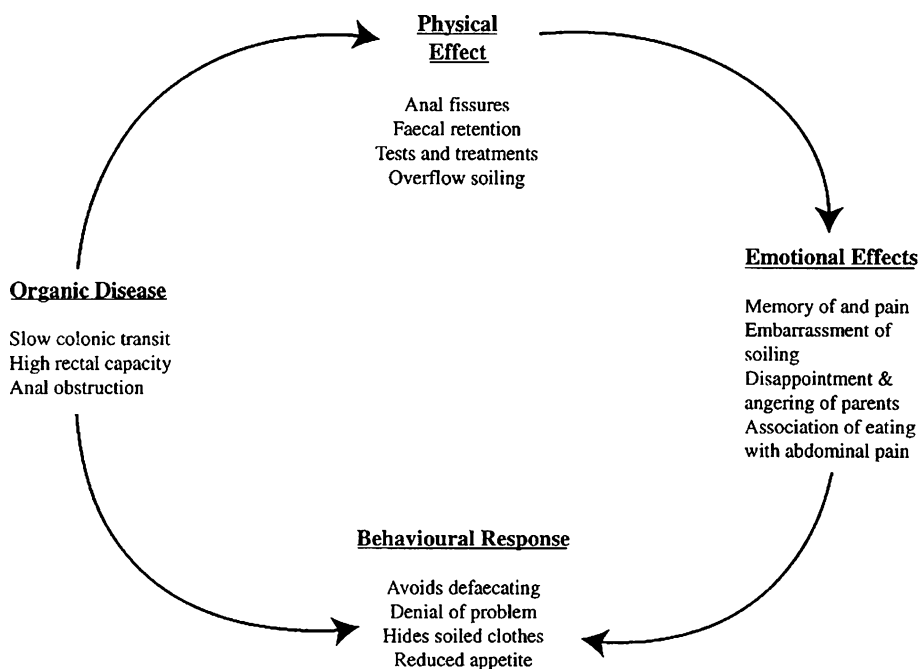 Physical
Effect
Anal fissures
Faecal retention
Tests and treatments
Overflow soiling
Emotional Effects
Memory of and pain
Embarrassment of
soiling
Disappointment &
angering of parents
Association of eating
with abdominal pain
Organic Disease
Slow colonic transit
High rectal capacity
Anal obstruction
Behavioural Response
Avoids defaecating
Denial of problem
Hides soiled clothes
Reduced appetite